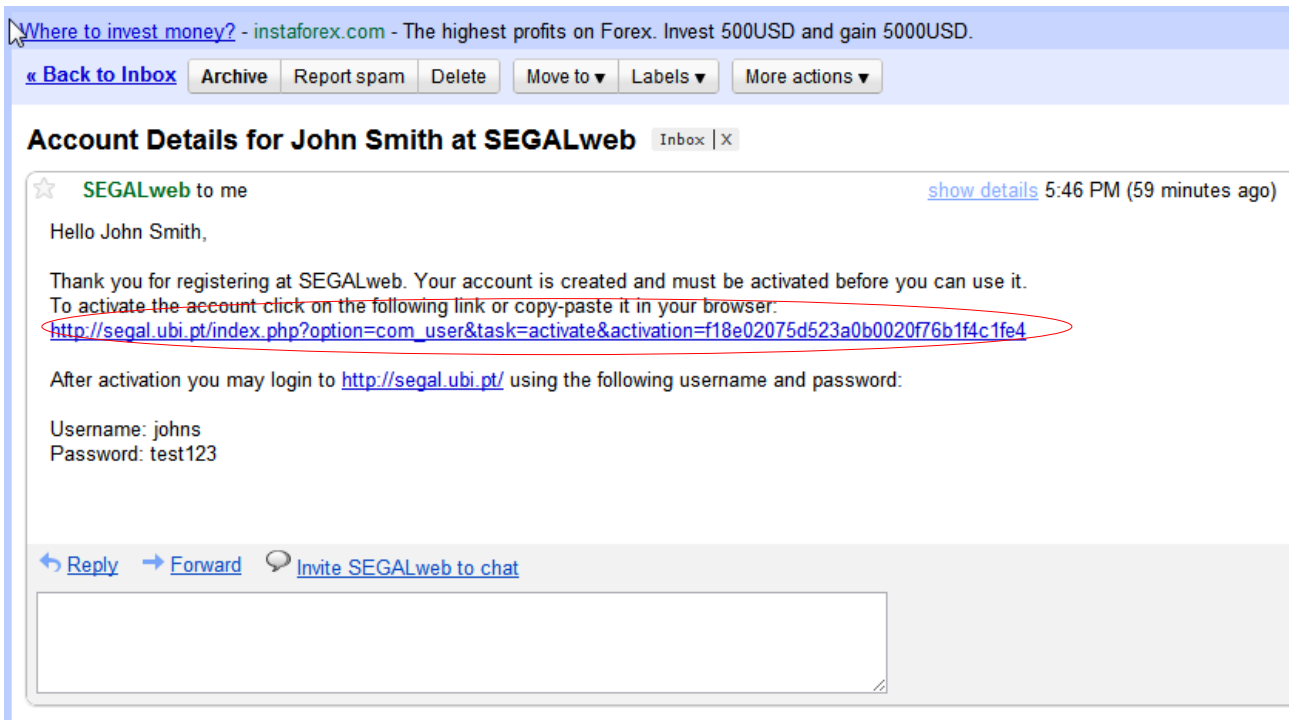 Where to invest money? - instaforex.com - The highest profits on Forex. Invest 500USD and gain 5000USD.
« Back to Inbox Archive Report spam Delete Move to ▾ Labels ▾ More actions ▾
Account Details for John Smith at SEGALweb Inbox | X
SEGALweb to me show details 5:46 PM (59 minutes ago)
Hello John Smith,
Thank you for registering at SEGALweb. Your account is created and must be activated before you can use it.
To activate the account click on the following link or copy-paste it in your browser:
http://segal.ubi.pt/index.php?option=com_user&task=activate&activation=f18e02075d523a0b0020f76b1f4c1fe4
After activation you may login to http://segal.ubi.pt/ using the following username and password:
Username: johns
Password: test123
Reply Forward Invite SEGALweb to chat